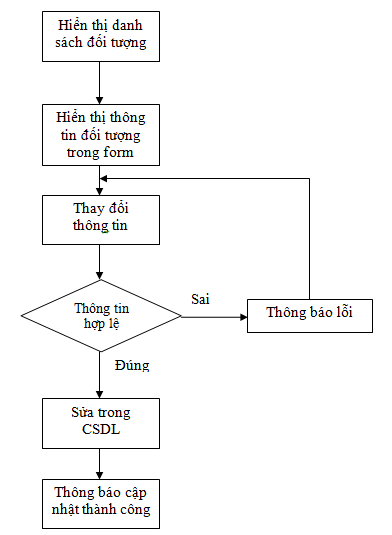 Hiển thị danh
sách đối tượng
Hiển thị thông
tin đối tượng
trong form
Thay đổi
thông tin
Thông tin
hợp lệ
Sai
Thông báo lỗi
Đúng
Sửa trong
CSDL
Thông báo cập
nhật thành công